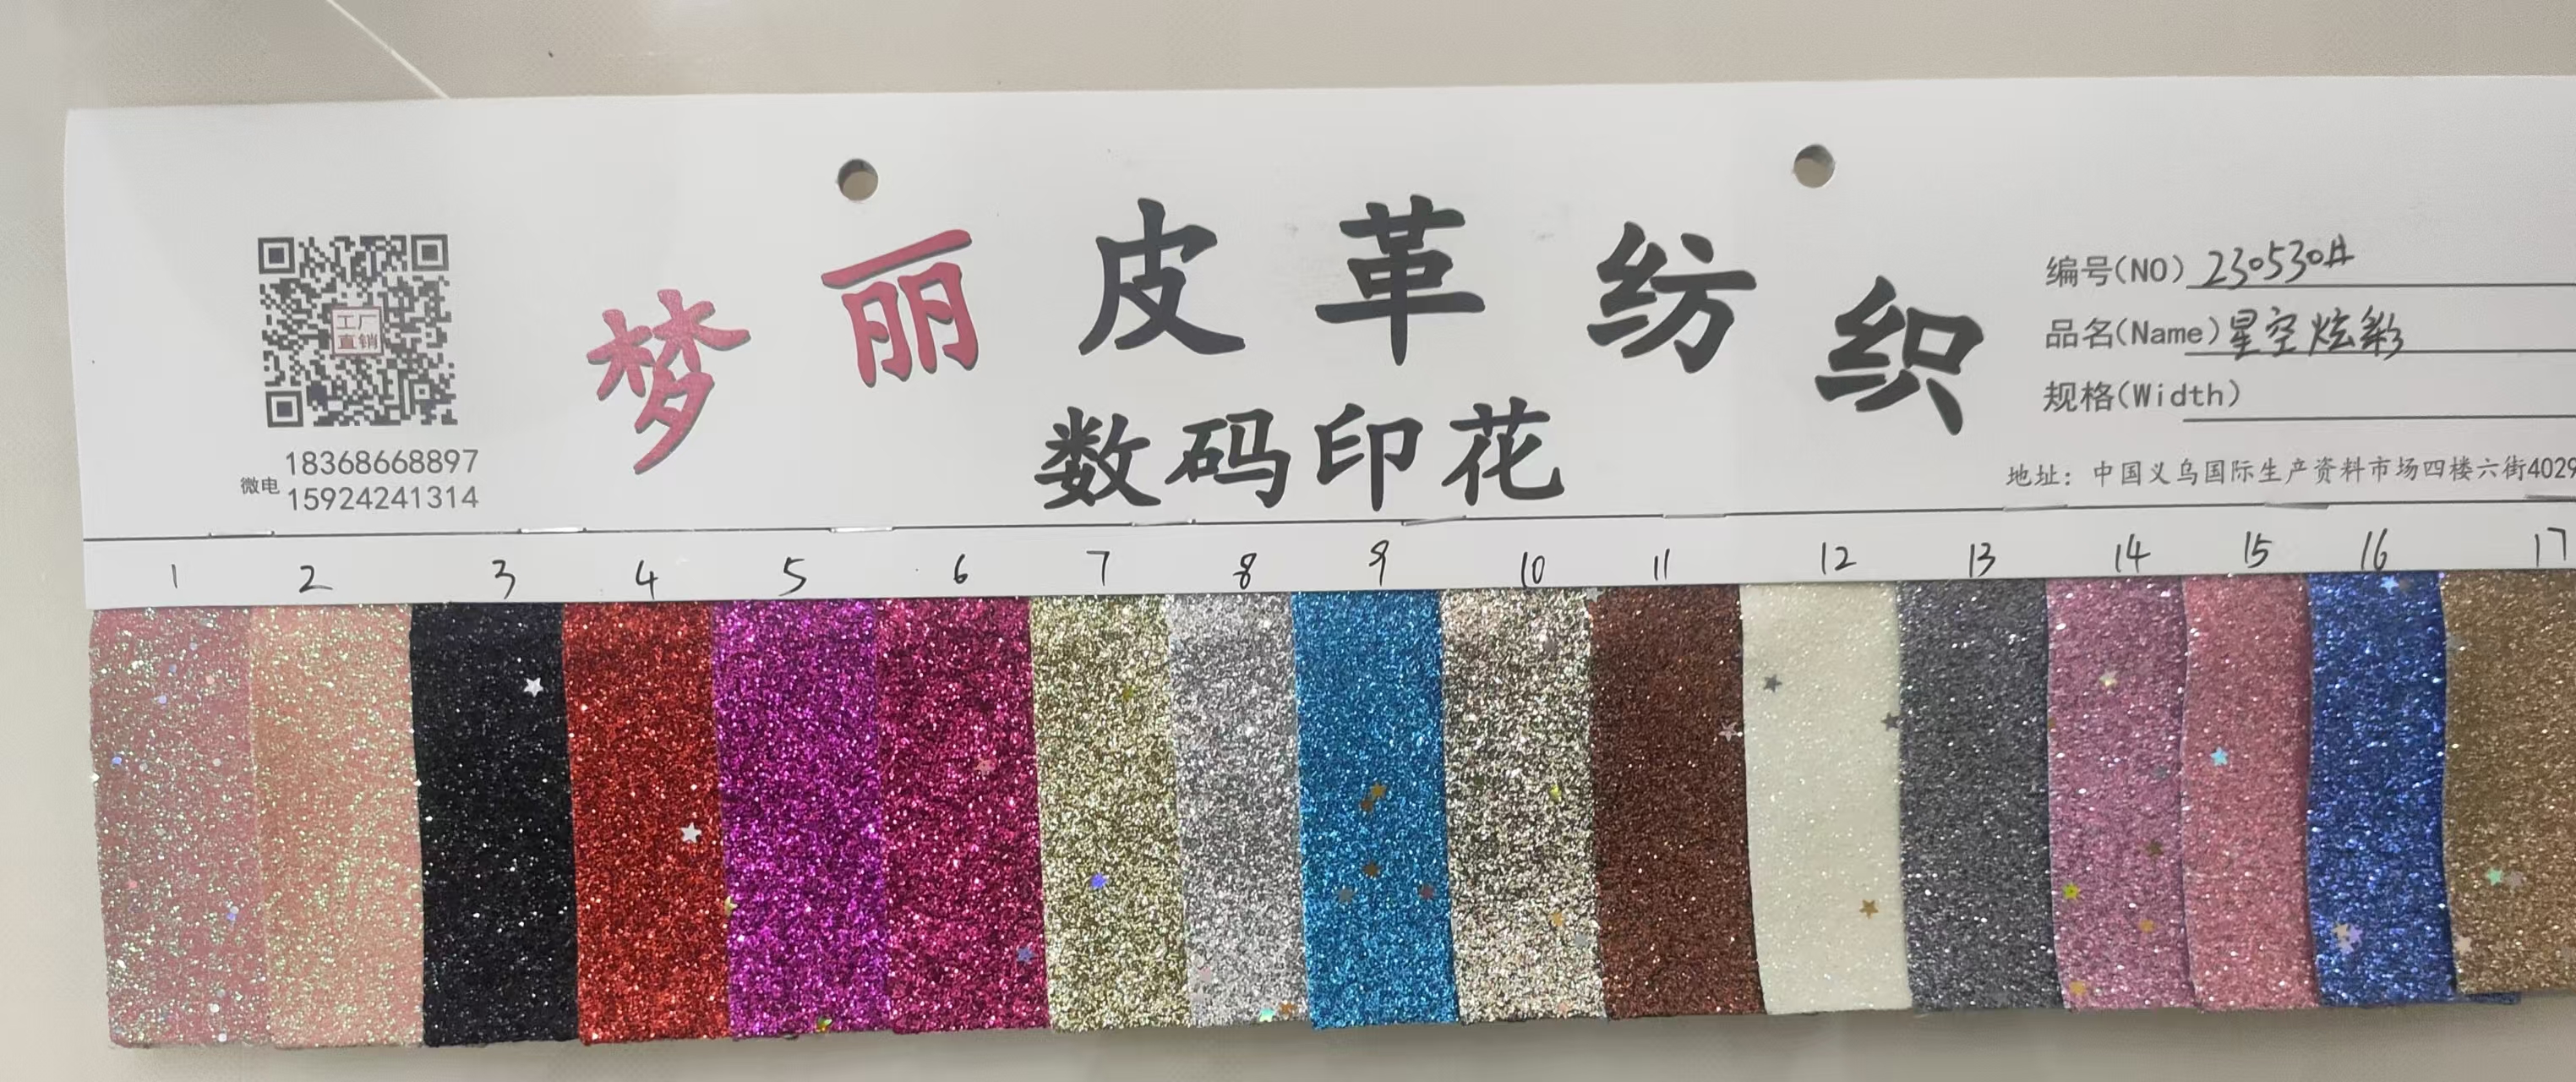 梦丽皮革纺织
数码印花
工厂
直销
微电
18368668897
15924241314
编号(NO) 230530A
品名(Name) 星空炫彩
规格(Width)
地址：中国义乌国际生产资料市场四楼六街4029
1 2 3 4 5 6 7 8 9 10 11 12 13 14 15 16 17